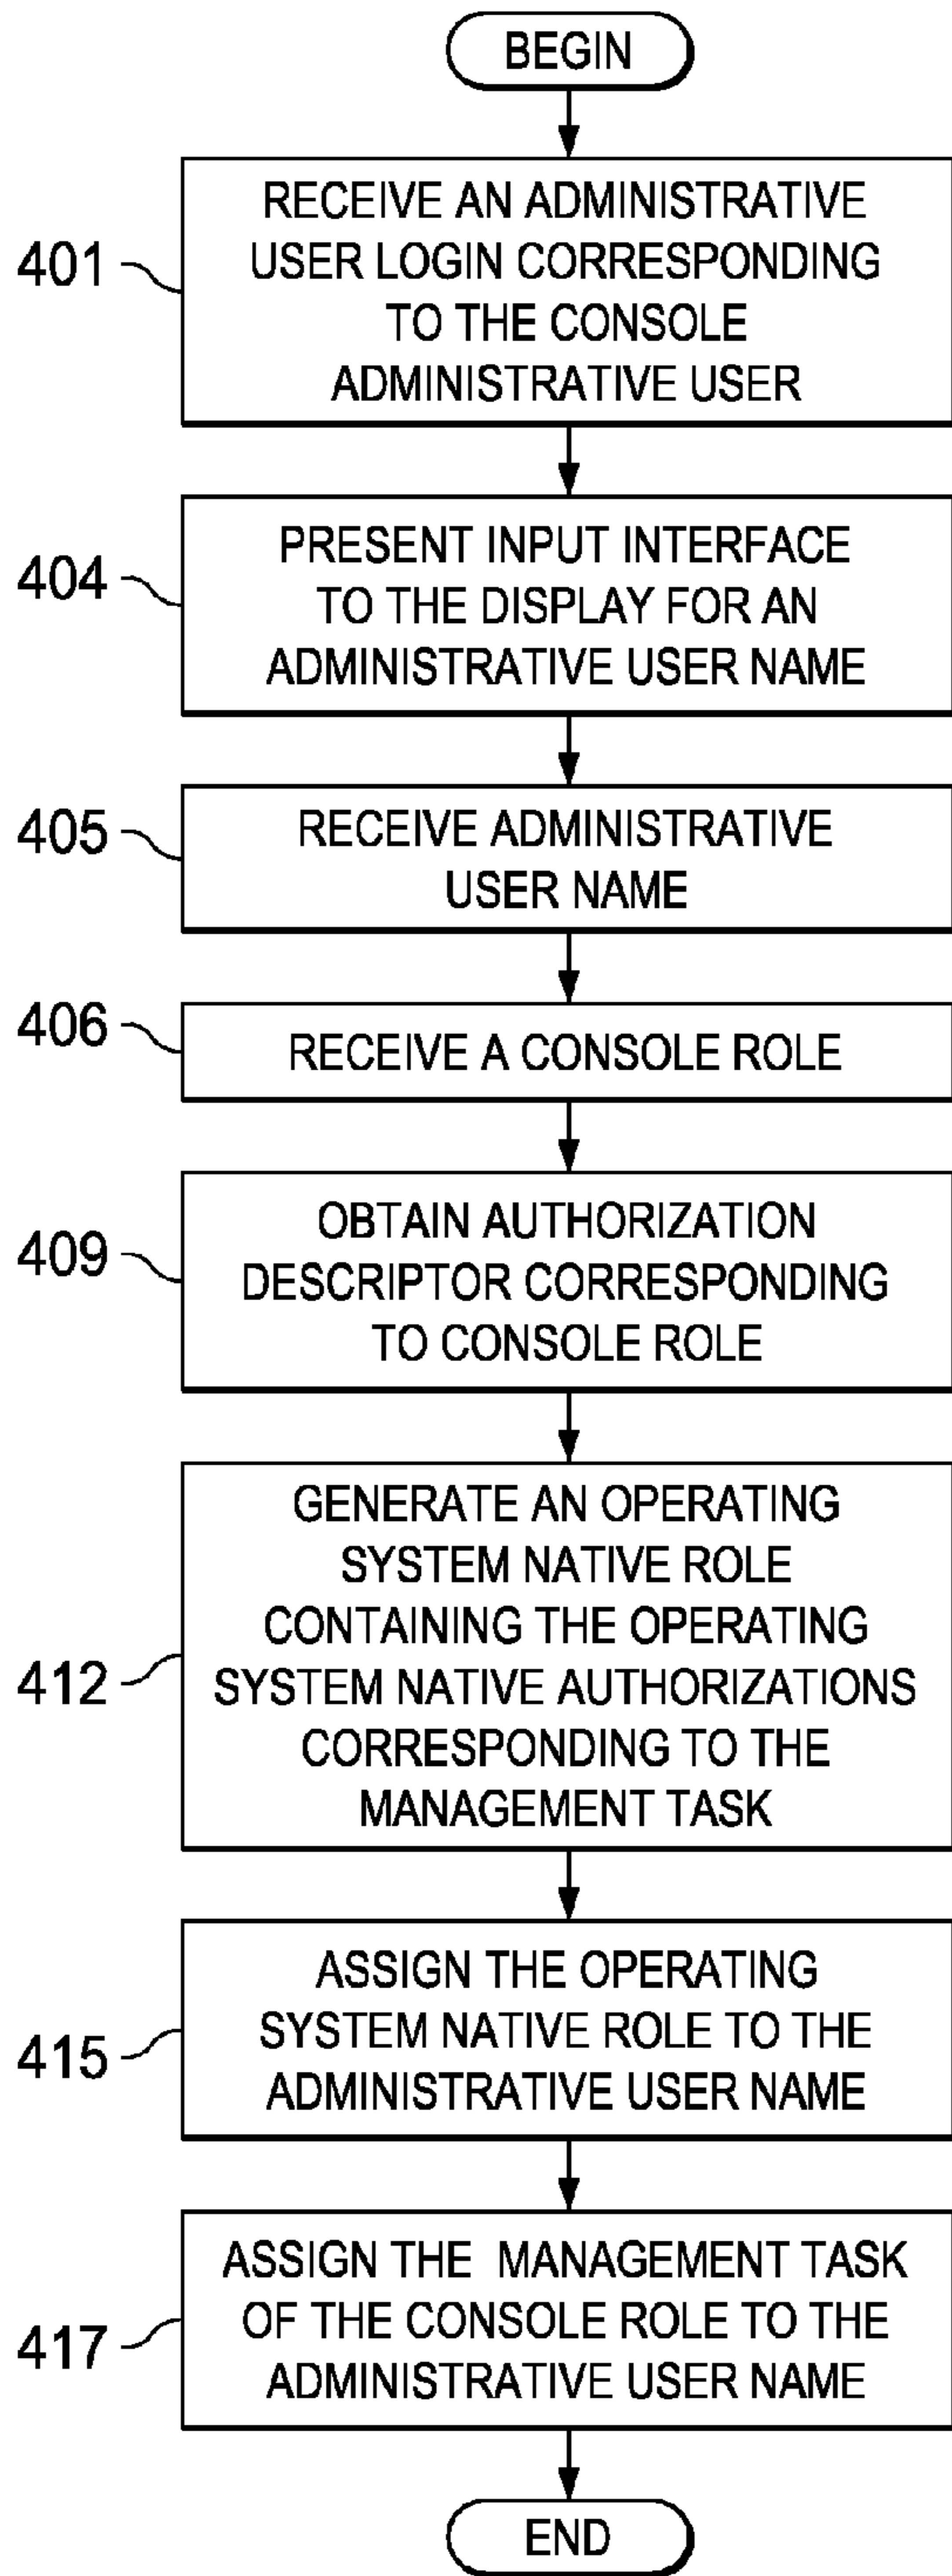 BEGIN
401
RECEIVE AN ADMINISTRATIVE
USER LOGIN CORRESPONDING
TO THE CONSOLE
ADMINISTRATIVE USER
404
PRESENT INPUT INTERFACE
TO THE DISPLAY FOR AN
ADMINISTRATIVE USER NAME
405
RECEIVE ADMINISTRATIVE
USER NAME
406
RECEIVE A CONSOLE ROLE
409
OBTAIN AUTHORIZATION
DESCRIPTOR CORRESPONDING
TO CONSOLE ROLE
412
GENERATE AN OPERATING
SYSTEM NATIVE ROLE
CONTAINING THE OPERATING
SYSTEM NATIVE AUTHORIZATIONS
CORRESPONDING TO THE
MANAGEMENT TASK
415
ASSIGN THE OPERATING
SYSTEM NATIVE ROLE TO THE
ADMINISTRATIVE USER NAME
417
ASSIGN THE MANAGEMENT TASK
OF THE CONSOLE ROLE TO THE
ADMINISTRATIVE USER NAME
END